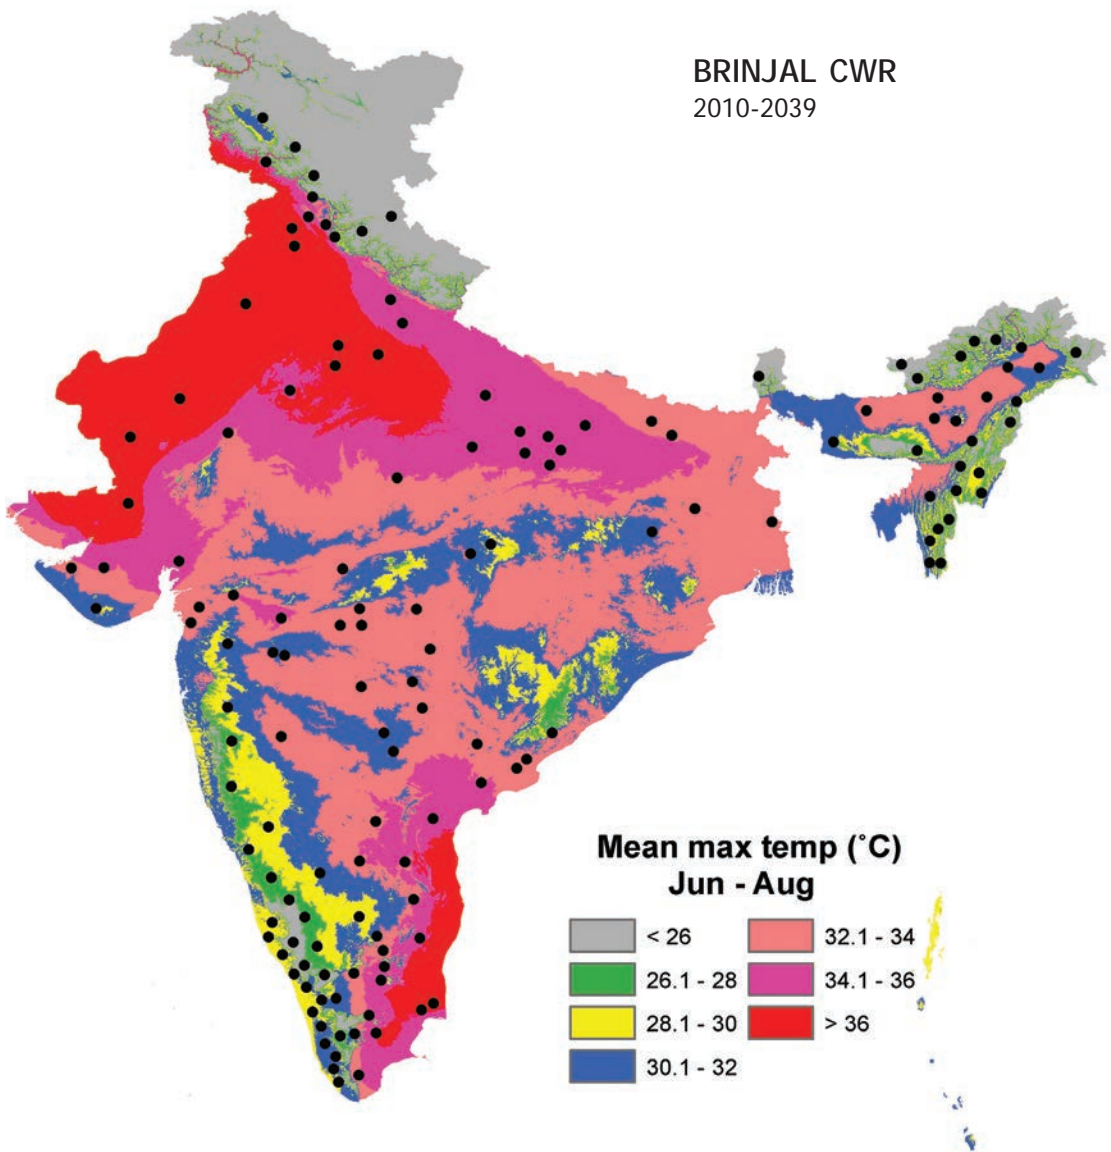 BRINJAL CWR
2010-2039
Mean max temp (˚C)
Jun - Aug
< 26
26.1 - 28
28.1 - 30
30.1 - 32
32.1 - 34
34.1 - 36
> 36